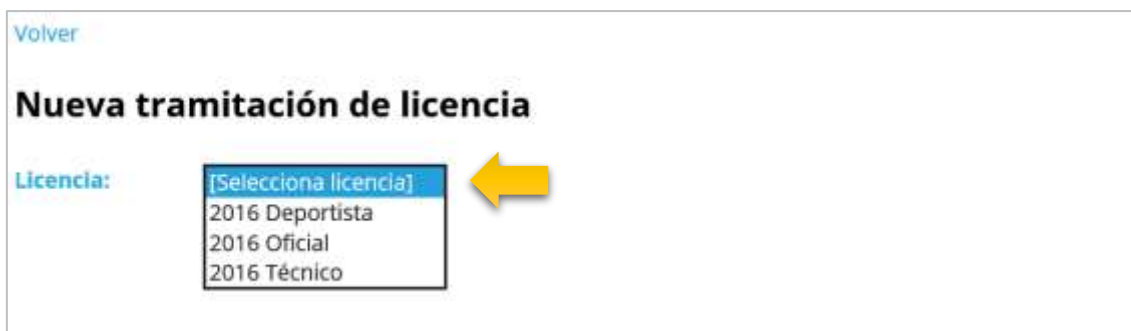 Volver
Nueva tramitación de licencia
Licencia:
[Selecciona licencia]
2016 Deportista
2016 Oficial
2016 Técnico